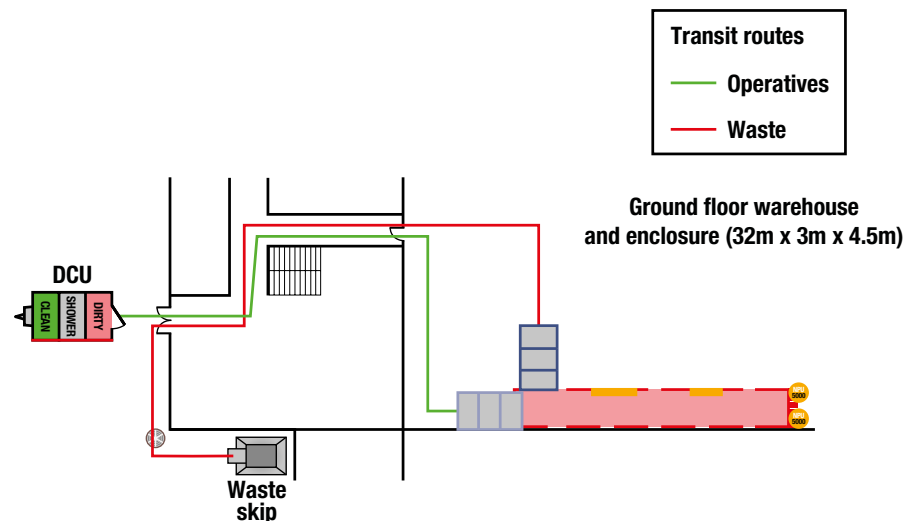 Transit routes
Operatives
Waste
Ground floor warehouse
and enclosure (32m x 3m x 4.5m)
DCU
CLEAN
SHOWER
DIRTY
NPU
5000
NPU
5000
Waste
skip